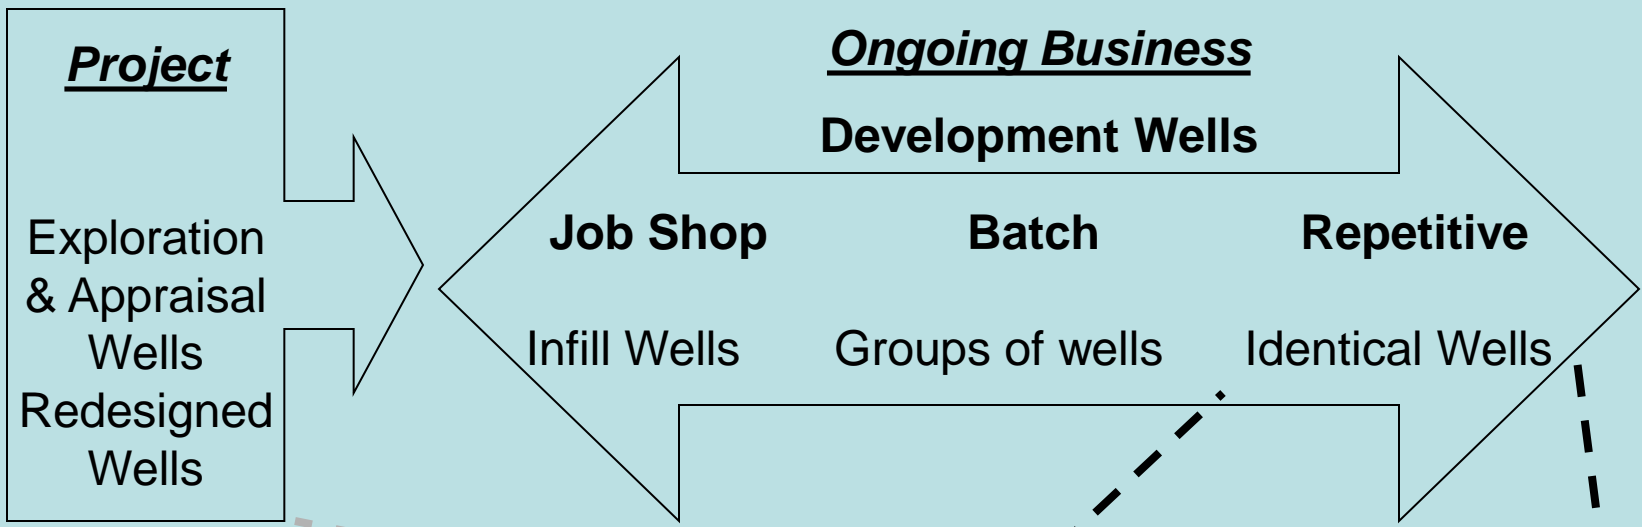 Project
Exploration
& Appraisal
Wells
Redesigned
Wells
Ongoing Business
Development Wells
Job Shop
Batch
Repetitive
Infill Wells
Groups of wells
Identical Wells